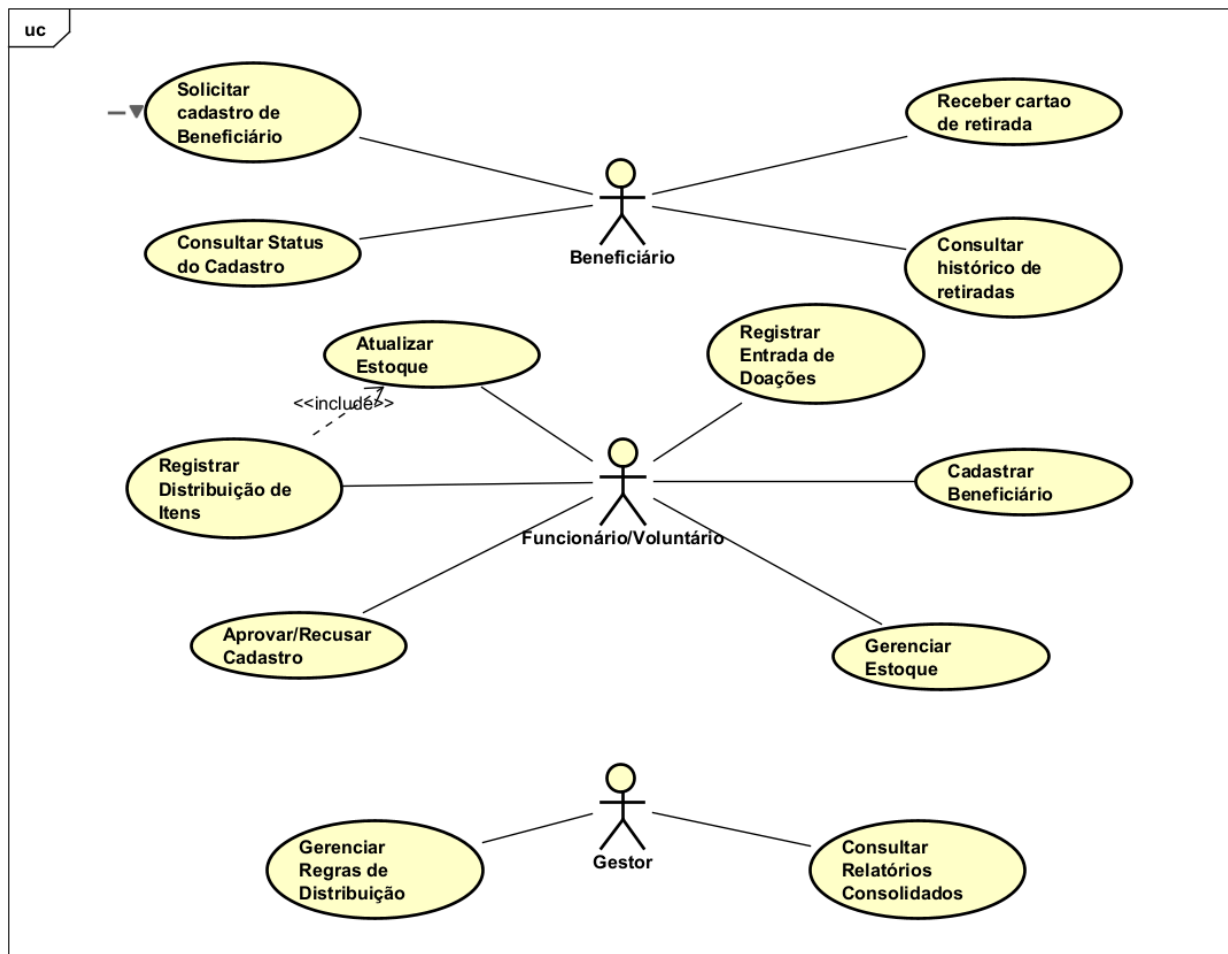 uc
Solicitar
cadastro de
Beneficiário
Receber cartao
de retirada
Beneficiário
Consultar Status
do Cadastro
Consultar
histórico de
retiradas
Atualizar
Estoque
Registrar
Entrada de
Doações
<<include>>
Registrar
Distribuição de
Itens
Cadastrar
Beneficiário
Funcionário/Voluntário
Aprovar/Recusar
Cadastro
Gerenciar
Estoque
Gerenciar
Regras de
Distribuição
Gestor
Consultar
Relatórios
Consolidados